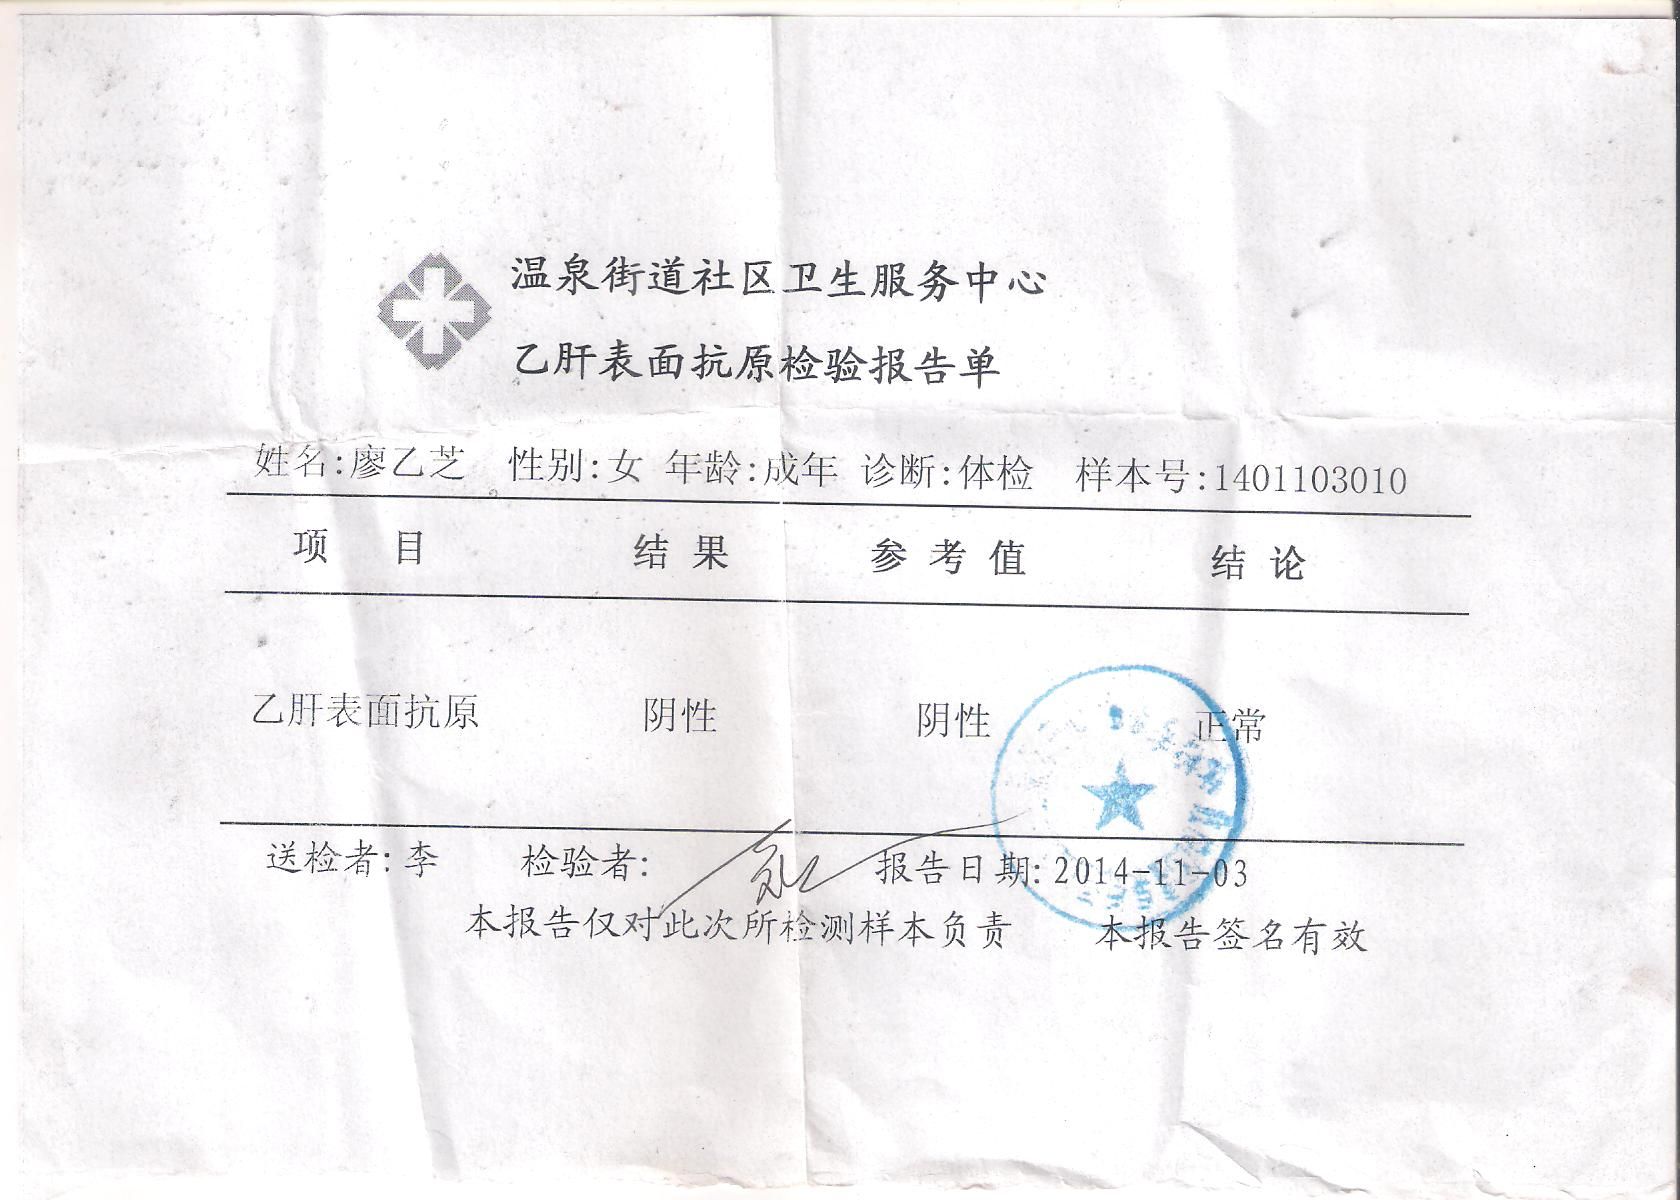 温泉街道社区卫生服务中心
乙肝表面抗原检验报告单
姓名:廖乙芝 性别:女 年龄:成年 诊断:体检 样本号:1401103010
项 目 结 果 参 考 值 结 论
乙肝表面抗原 阴性 阴性 正常
送检者:李 检验者: 报告日期:2014-11-03
本报告仅对此次所检测样本负责 本报告签名有效